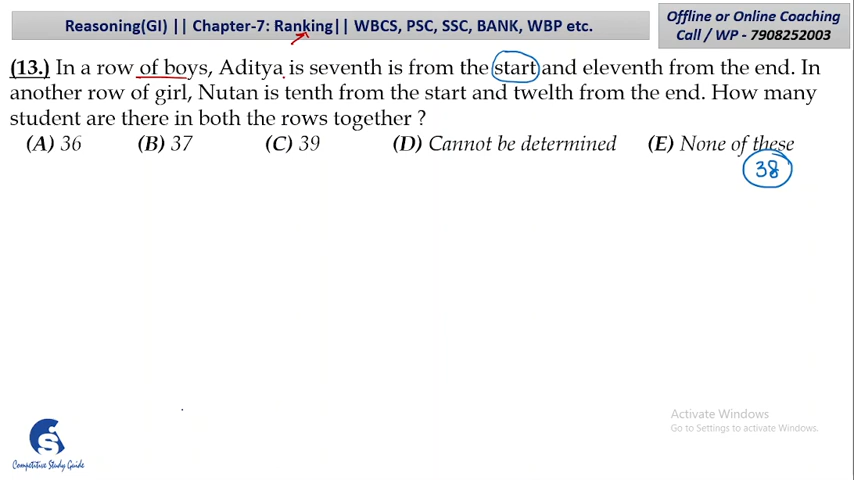 Reasoning(GI) || Chapter-7: Ranking|| WBCS, PSC, SSC, BANK, WBP etc.
Offline or Online Coaching
Call / WP - 7908252003
(13.) In a row of boys, Aditya is seventh is from the start and eleventh from the end. In
another row of girl, Nutan is tenth from the start and twelth from the end. How many
student are there in both the rows together ?
(A) 36 (B) 37 (C) 39 (D) Cannot be determined (E) None of these
38
Activate Windows
Go to Settings to activate Windows.
S
Competitive Study Guide